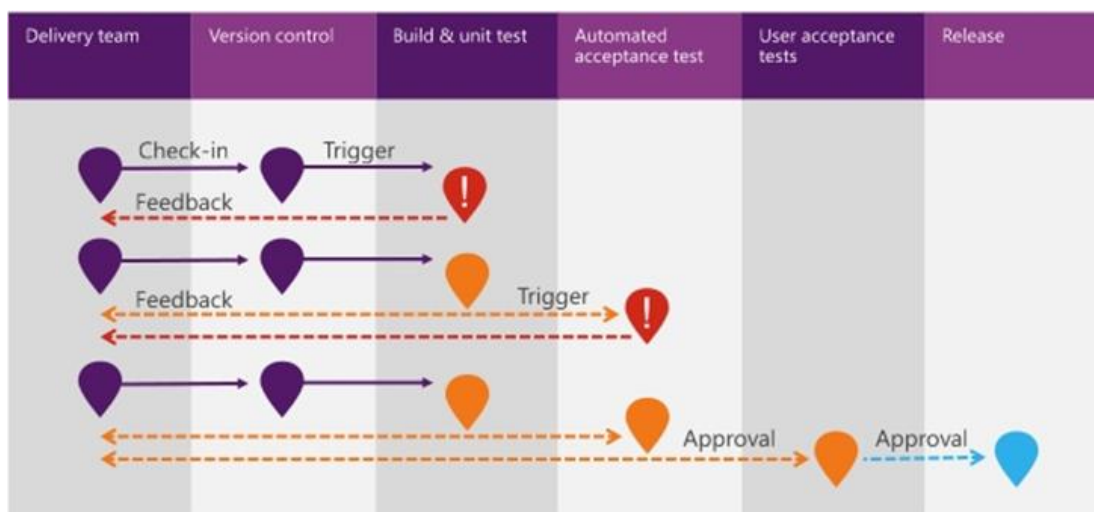 Delivery team
Version control
Build & unit test
Automated
acceptance test
User acceptance
tests
Release
Check-in
Trigger
!
Feedback
Feedback
Trigger
!
Approval
Approval